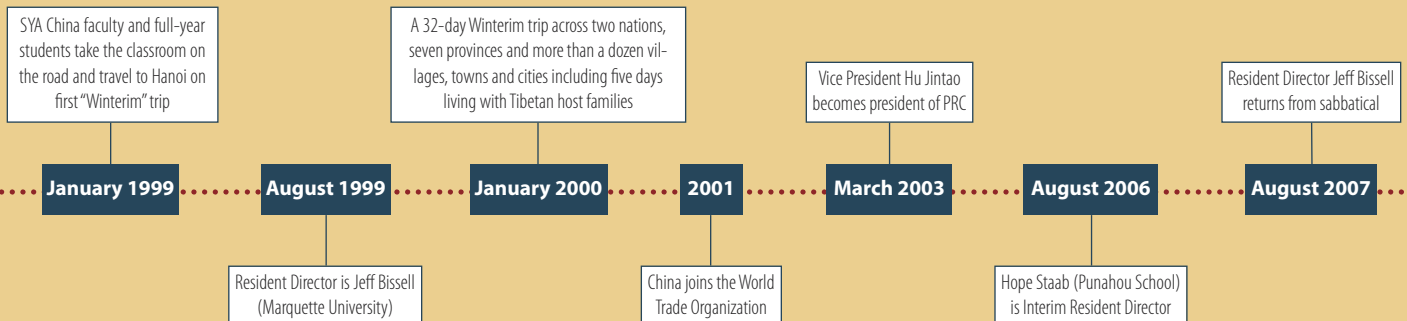 SYA China faculty and full-year
students take the classroom on
the road and travel to Hanoi on
first “Winterim” trip
January 1999
August 1999
Resident Director is Jeff Bissell
(Marquette University)
A 32-day Winterim trip across two nations,
seven provinces and more than a dozen vil-
lages, towns and cities including five days
living with Tibetan host families
January 2000
2001
China joins the World
Trade Organization
Vice President Hu Jintao
becomes president of PRC
March 2003
August 2006
Hope Staab (Punahou School)
is Interim Resident Director
Resident Director Jeff Bissell
returns from sabbatical
August 2007